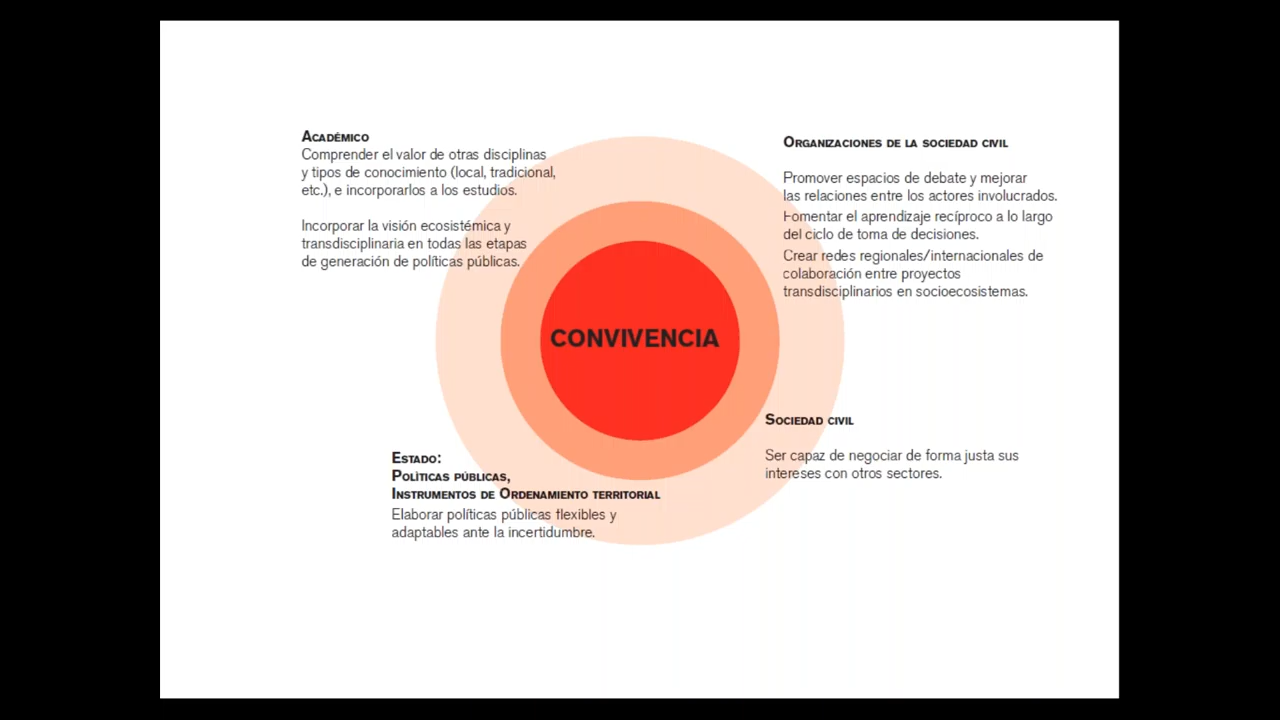 ACADÉMICO
Comprender el valor de otras disciplinas
y tipos de conocimiento (local, tradicional,
etc.), e incorporarlos a los estudios.
Incorporar la visión ecosistémica y
transdisciplinaria en todas las etapas
de generación de políticas públicas.
ORGANIZACIONES DE LA SOCIEDAD CIVIL
Promover espacios de debate y mejorar
las relaciones entre los actores involucrados.
Fomentar el aprendizaje recíproco a lo largo
del ciclo de toma de decisiones.
Crear redes regionales/internacionales de
colaboración entre proyectos
transdisciplinarios en socioecosistemas.
CONVIVENCIA
SOCIEDAD CIVIL
Ser capaz de negociar de forma justa sus
intereses con otros sectores.
ESTADO:
POLÍTICAS PÚBLICAS,
INSTRUMENTOS DE ORDENAMIENTO TERRITORIAL
Elaborar políticas públicas flexibles y
adaptables ante la incertidumbre.